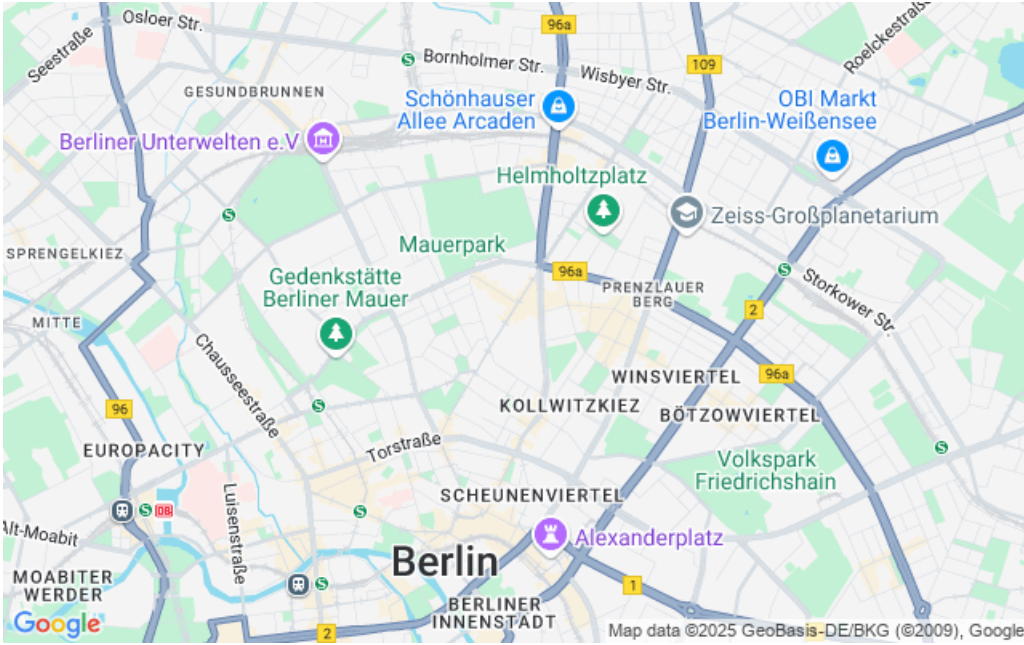 Osloer Str.
96a
Seestraße
Bornholmer Str.
Wisbyer Str.
109
Roelckestraße
GESUNDBRUNNEN
Schönhauser
Allee Arcaden
OBI Markt
Berlin-Weißensee
Berliner Unterwelten e.V
Helmholtzplatz
Zeiss-Großplanetarium
Mauerpark
SPRENGELKIEZ
Gedenkstätte
Berliner Mauer
96a
PRENZLAUER
BERG
Storkower Str.
2
MITTE
Chausseestraße
WINSVIERTEL
96a
96
KOLLWITZKIEZ
BÖTZOWVIERTEL
EUROPACITY
Torstraße
Volkspark
Friedrichshain
Luisenstraße
SCHEUNENVIERTEL
DB
Alt-Moabit
Alexanderplatz
Berlin
MOABITER
WERDER
1
BERLINER
INNENSTADT
Google
2
Map data ©2025 GeoBasis-DE/BKG (©2009), Google